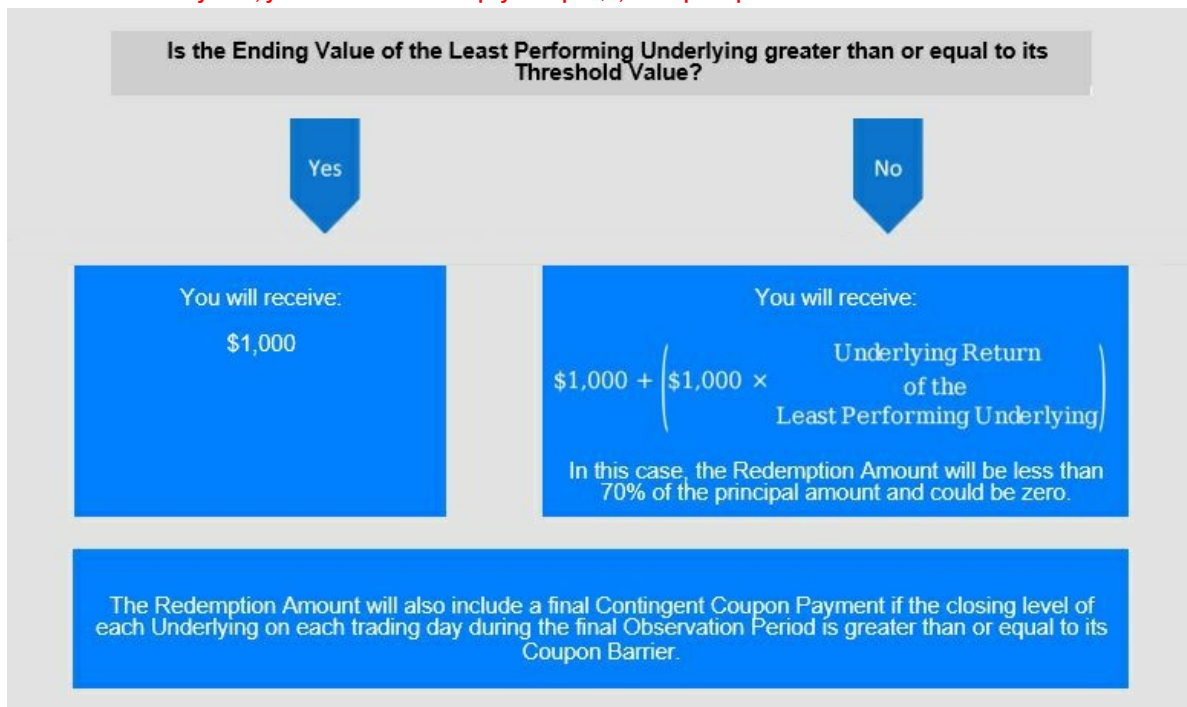 Is the Ending Value of the Least Performing Underlying greater than or equal to its
Threshold Value?
Yes
No
You will receive:
$1,000
You will receive:
$1,000 + ($1,000 × Underlying Return
of the
Least Performing Underlying)
In this case, the Redemption Amount will be less than
70% of the principal amount and could be zero.
The Redemption Amount will also include a final Contingent Coupon Payment if the closing level of
each Underlying on each trading day during the final Observation Period is greater than or equal to its
Coupon Barrier.